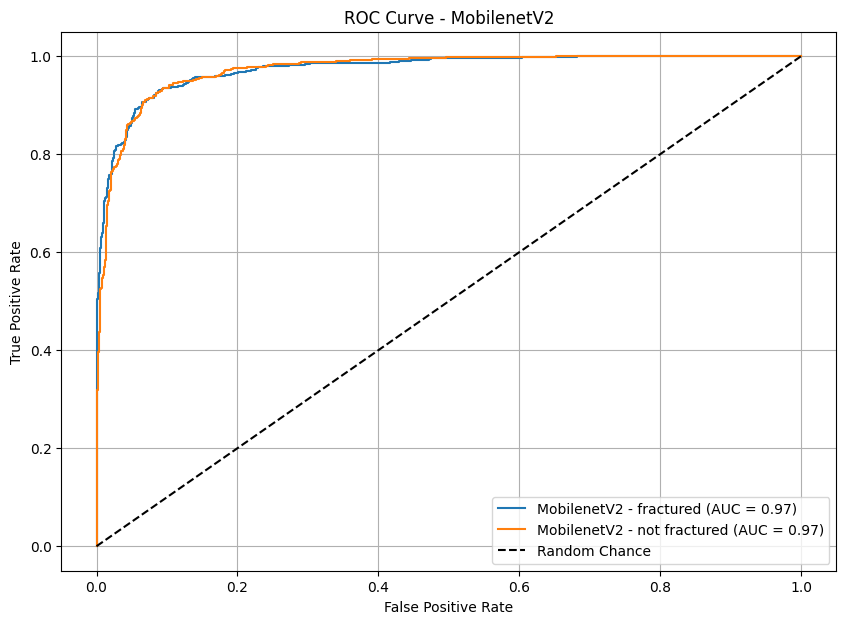 ROC Curve - MobilenetV2
True Positive Rate
1.0
0.8
0.6
0.4
0.2
0.0
0.0 0.2 0.4 0.6 0.8 1.0
False Positive Rate
MobilenetV2 - fractured (AUC = 0.97)
MobilenetV2 - not fractured (AUC = 0.97)
Random Chance